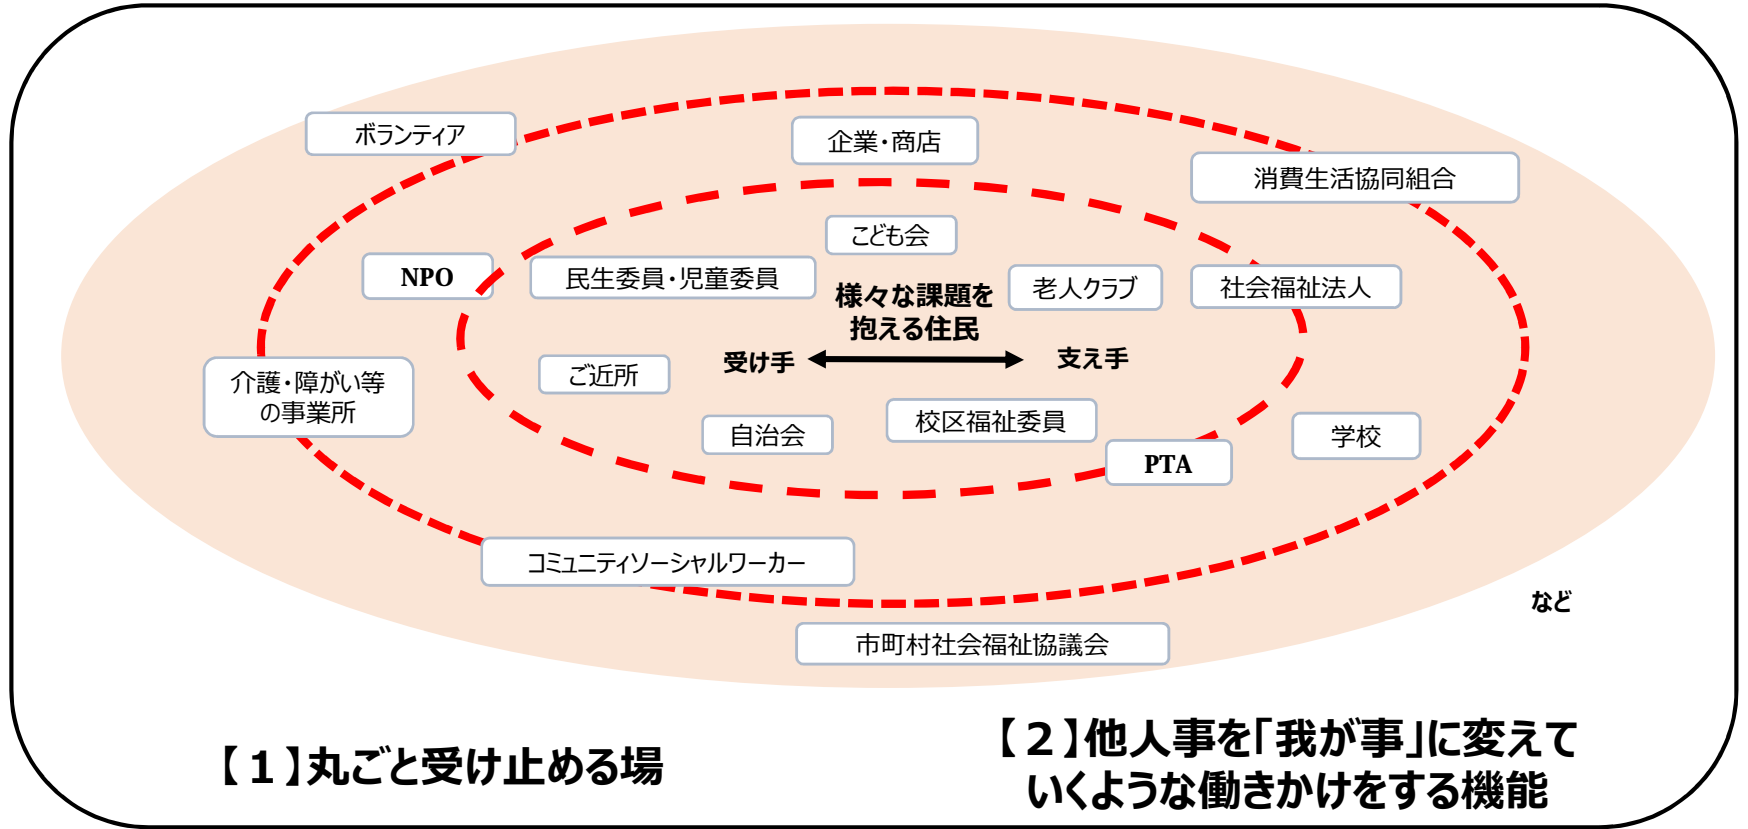 ボランティア
企業・商店
消費生活協同組合
こども会
NPO
民生委員・児童委員
老人クラブ
社会福祉法人
様々な課題を
抱える住民
受け手
支え手
ご近所
介護・障がい等
の事業所
自治会
校区福祉委員
学校
PTA
コミュニティソーシャルワーカー
など
市町村社会福祉協議会
【１】丸ごと受け止める場
【２】他人事を「我が事」に変えて
いくような働きかけをする機能